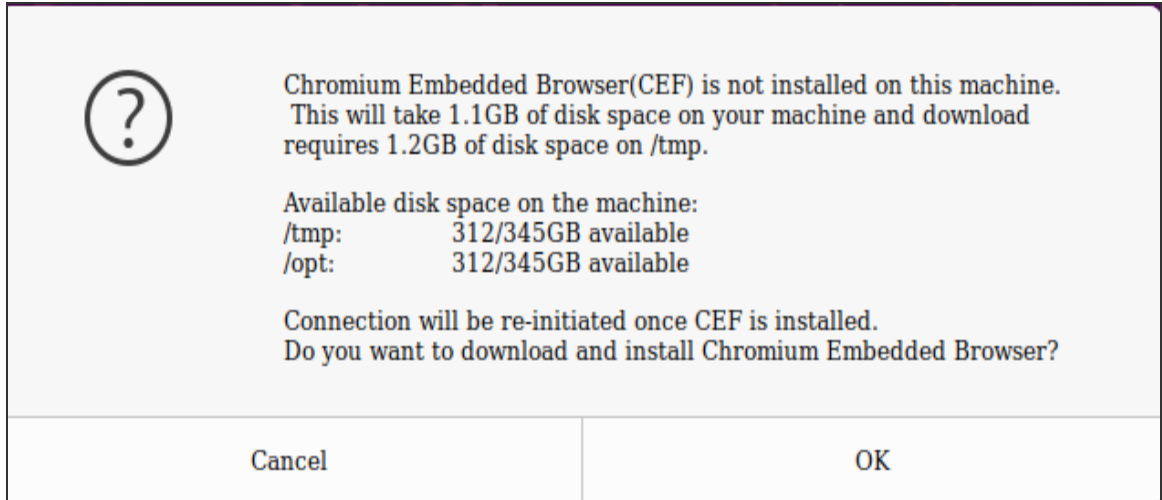 Chromium Embedded Browser(CEF) is not installed on this machine.
This will take 1.1GB of disk space on your machine and download
requires 1.2GB of disk space on /tmp.
Available disk space on the machine:
/tmp: 312/345GB available
/opt: 312/345GB available
Connection will be re-initiated once CEF is installed.
Do you want to download and install Chromium Embedded Browser?
Cancel OK